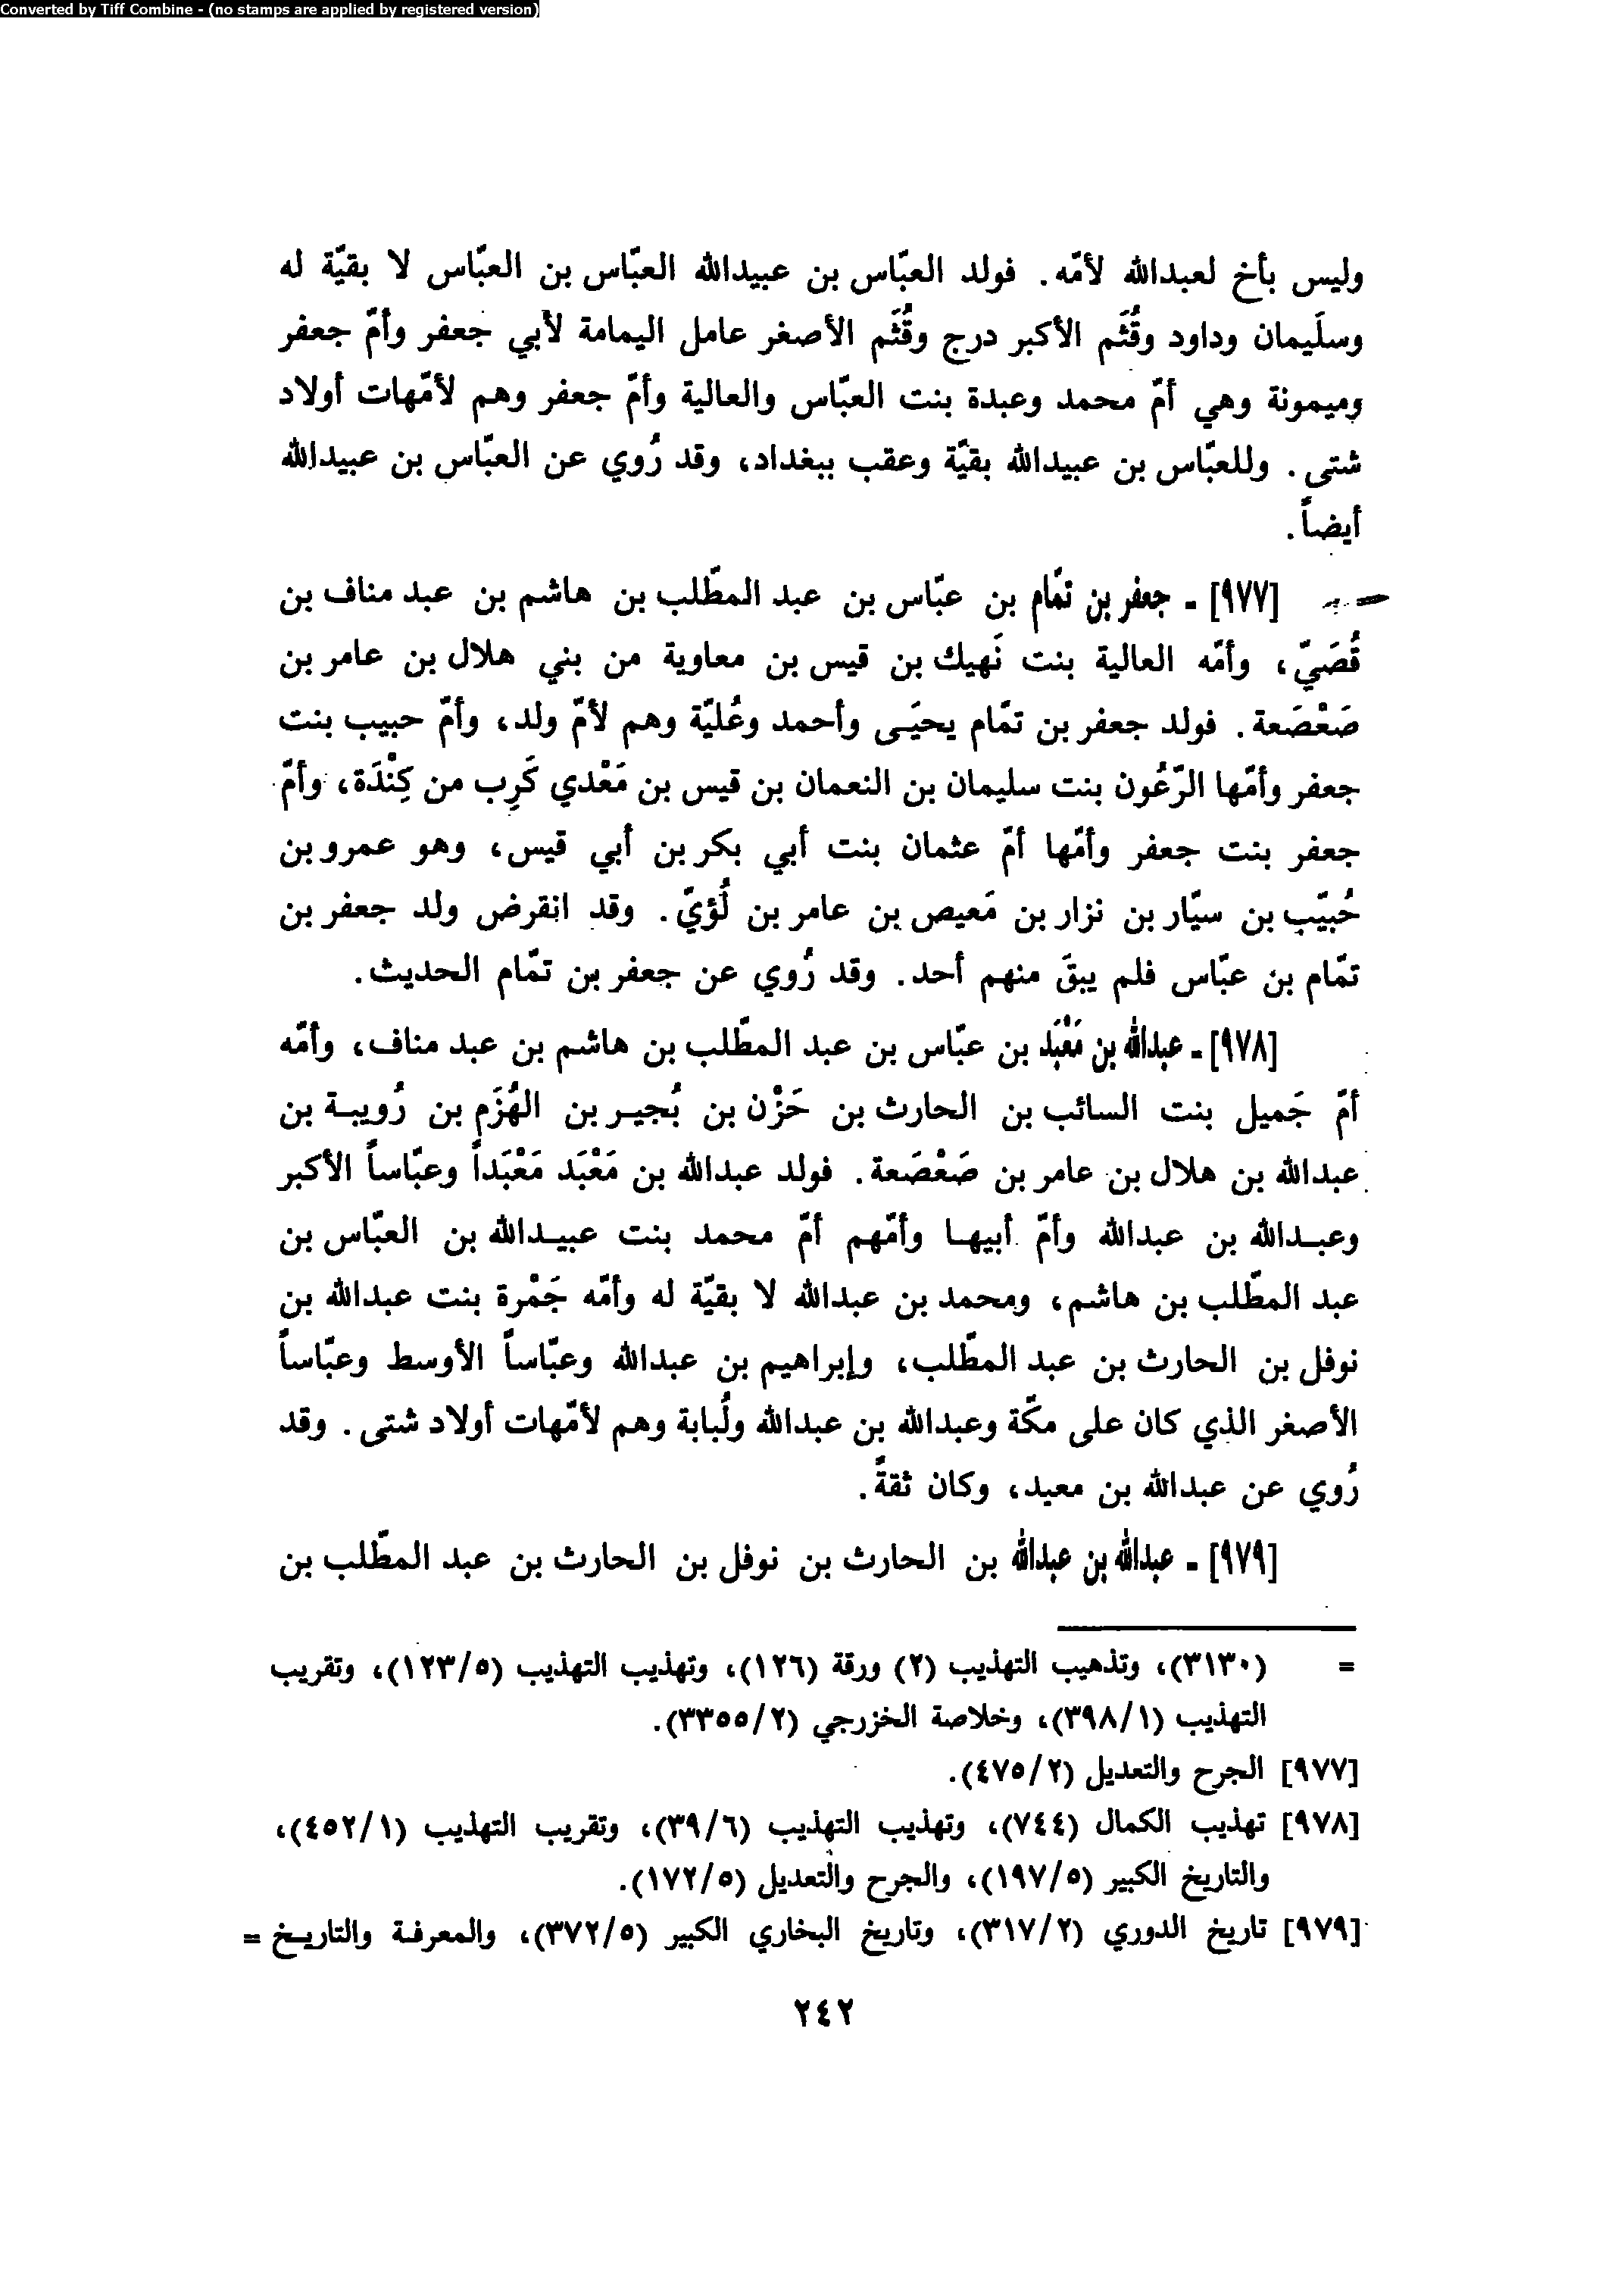 Converted by Tiff Combine - (no stamps are applied by registered version)
وليس بأخ لعبدالله لأمّه. فولد العبّاس بن عبيدالله العبّاس بن العبّاس لا بقيّة له
وسلَيمان وداود وقُثَم الأكبر درج وقُثَم الأصغر عامل اليمامة لأبي جعفر وأمّ جعفر
وميمونة وهي أمّ محمد وعبدة بنت العبّاس والعالية وأمّ جعفر وهم لأمّهات أولاد
شتى. وللعبّاس بن عبيدالله بقيّة وعقب ببغداد، وقد رُوي عن العبّاس بن عبيدالله
أيضاً.
[٩٧٧] - جعفر بن تمّام بن عبّاس بن عبد المطّلب بن هاشم بن عبد مناف بن
قُصَيّ، وأمّه العالية بنت نَهيك بن قيس بن معاوية من بني هلال بن عامر بن
صَعْصَعة. فولد جعفر بن تمّام يحيَـى وأحمد وعُليّة وهم لأمّ ولد، وأمّ حبيب بنت
جعفر وأمّها الرّعُون بنت سليمان بن النعمان بن قيس بن مَعْدي كَرِب من كِنْدَة، وأمّ
جعفر بنت جعفر وأمّها أمّ عثمان بنت أبي بكر بن أبي قيس، وهو عمرو بن
حُبيّب بن سيّار بن نزار بن مَعيص بن عامر بن لُؤيّ. وقد انقرض ولد جعفر بن
تمّام بن عبّاس فلم يبقَ منهم أحد. وقد رُوي عن جعفر بن تمّام الحديث.
[٩٧٨] - عبدالله بن مَعْبَد بن عبّاس بن عبد المطّلب بن هاشم بن عبد مناف، وأمّه
أمّ جَميل بنت السائب بن الحارث بن حَزْن بن بُجيـر بن الهُزَم بن رُويبـة بن
عبدالله بن هلال بن عامر بن صَعْصَعة. فولد عبدالله بن مَعْبَد مَعْبَداً وعبّاساً الأكبر
وعبـدالله بن عبدالله وأمّ أبيهـا وأمّهم أمّ محمد بنت عبيـدالله بن العبّاس بن
عبد المطّلب بن هاشم، ومحمد بن عبدالله لا بقيّة له وأمّه جَمْرة بنت عبدالله بن
نوفل بن الحارث بن عبد المطّلب، وإبراهيم بن عبدالله وعبّاساً الأوسط وعبّاساً
الأصغر الذي كان على مكّة وعبدالله بن عبدالله ولُبابة وهم لأمّهات أولاد شتى. وقد
رُوي عن عبدالله بن معيد، وكان ثقةً.
[٩٧٩] - عبدالله بن عبدالله بن الحارث بن نوفل بن الحارث بن عبد المطّلب بن
= (٣١٣٠)، وتذهيب التهذيب (٢) ورقة (١٢٦)، وتهذيب التهذيب (١٢٣/٥)، وتقريب
التهذيب (٣٩٨/١)، وخلاصة الخزرجي (٣٣٥٥/٢).
[٩٧٧] الجرح والتعديل (٤٧٥/٢).
[٩٧٨] تهذيب الكمال (٧٤٤)، وتهذيب التهذيب (٣٩/٦)، وتقريب التهذيب (٤٥٢/١)،
والتاريخ الكبير (١٩٧/٥)، والجرح والتعديل (١٧٢/٥).
[٩٧٩] تاريخ الدوري (٣١٧/٢)، وتاريخ البخاري الكبير (٣٧٢/٥)، والمعرفـة والتاريـخ =
٢٤٢